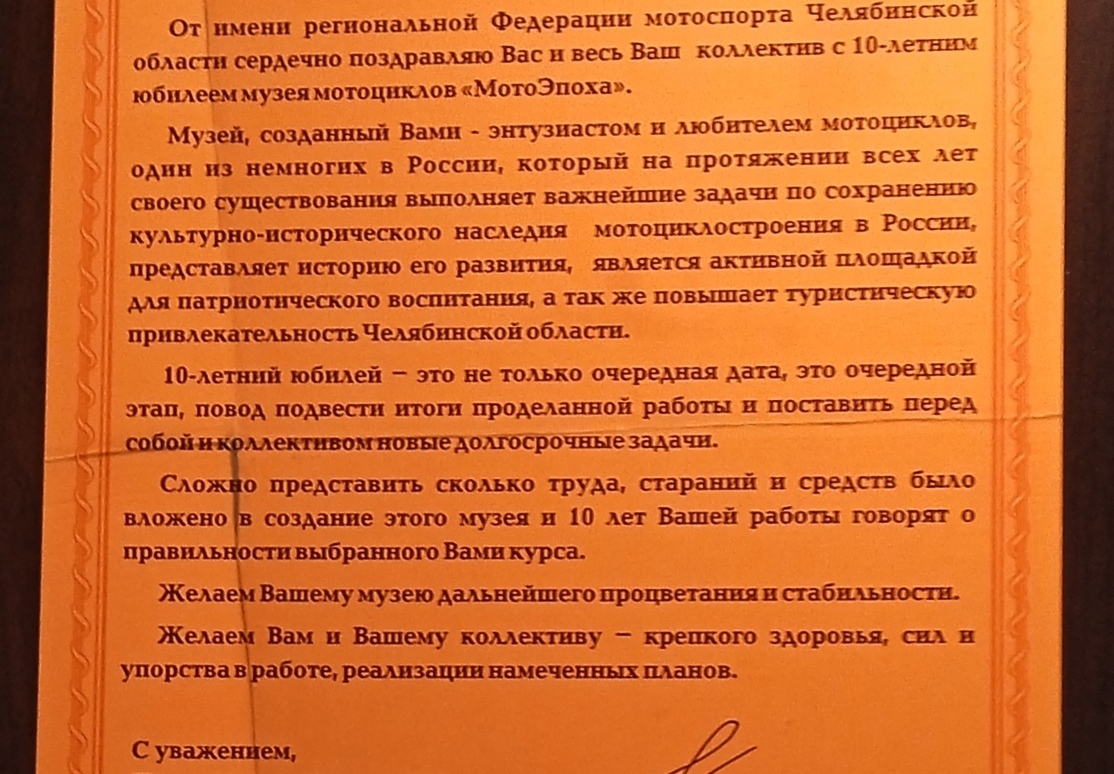 От имени региональной Федерации мотоспорта Челябинской
области сердечно поздравляю Вас и весь Ваш коллектив с 10-летним
юбилеем музея мотоциклов «МотоЭпоха».
Музей, созданный Вами - энтузиастом и любителем мотоциклов,
один из немногих в России, который на протяжении всех лет
своего существования выполняет важнейшие задачи по сохранению
культурно-исторического наследия мотоциклостроения в России,
представляет историю его развития, является активной площадкой
для патриотического воспитания, а так же повышает туристическую
привлекательность Челябинской области.
10-летний юбилей – это не только очередная дата, это очередной
этап, повод подвести итоги проделанной работы и поставить перед
собой и коллективом новые долгосрочные задачи.
Сложно представить сколько труда, стараний и средств было
вложено в создание этого музея и 10 лет Вашей работы говорят о
правильности выбранного Вами курса.
Желаем Вашему музею дальнейшего процветания и стабильности.
Желаем Вам и Вашему коллективу – крепкого здоровья, сил и
упорства в работе, реализации намеченных планов.
С уважением,